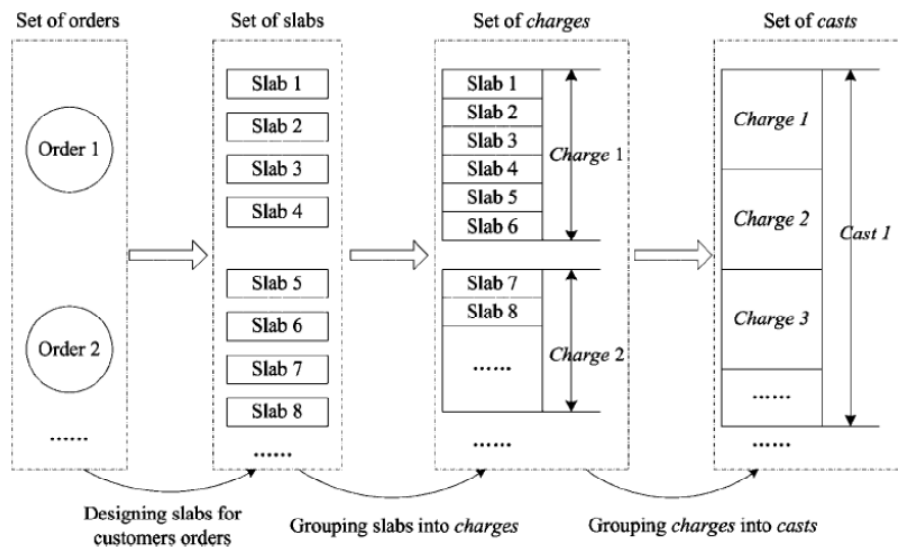 Set of orders
Order 1
Order 2
......
Set of slabs
Slab 1
Slab 2
Slab 3
Slab 4
Slab 5
Slab 6
Slab 7
Slab 8
......
Set of charges
Slab 1
Slab 2
Slab 3
Slab 4
Slab 5
Slab 6
Charge 1
Slab 7
Slab 8
......
Charge 2
......
Set of casts
Charge 1
Charge 2
Charge 3
......
Cast 1
......
Designing slabs for
customers orders
Grouping slabs into charges
Grouping charges into casts